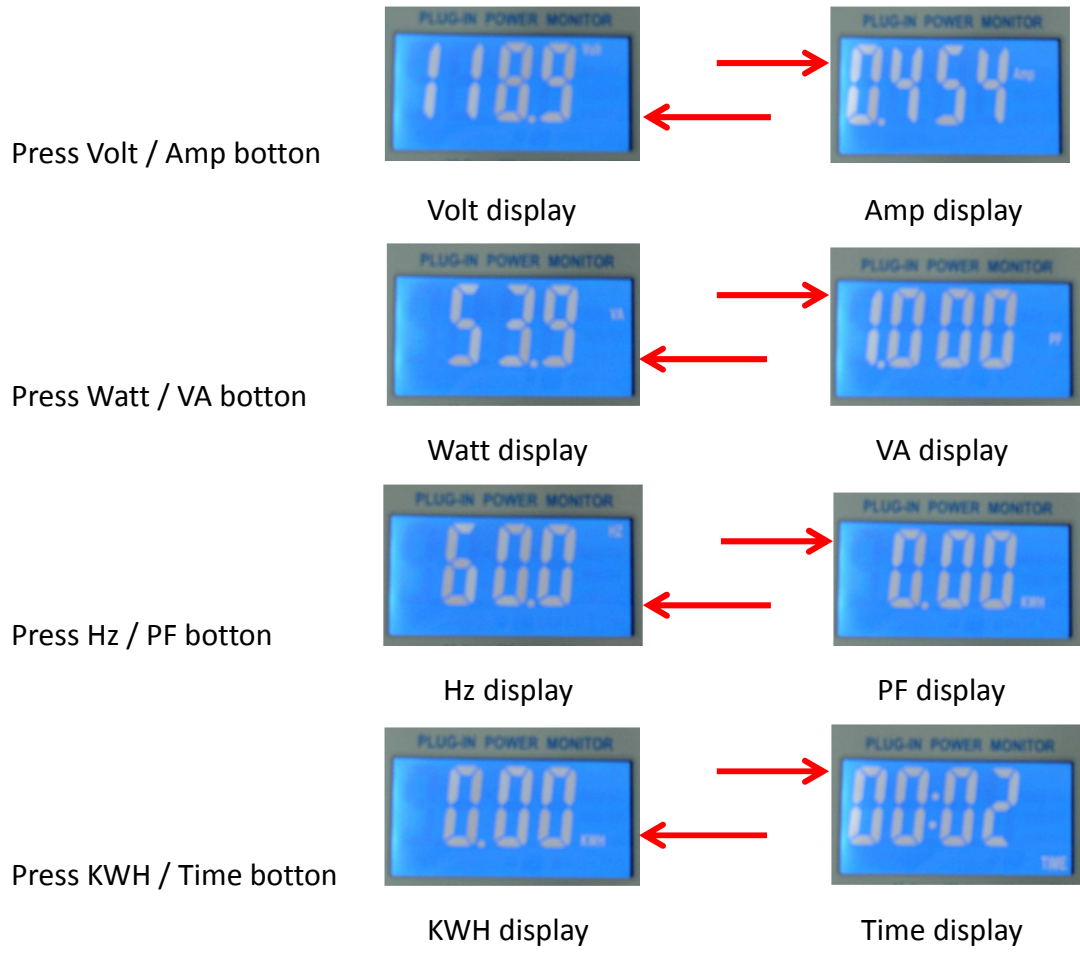 PLUG-IN POWER MONITOR PLUG-IN POWER MONITOR
118.9 Volt 0.454 Amp
Press Volt / Amp botton
Volt display Amp display
PLUG-IN POWER MONITOR PLUG-IN POWER MONITOR
53.9 VA 1.000 PF
Press Watt / VA botton
Watt display VA display
PLUG-IN POWER MONITOR PLUG-IN POWER MONITOR
60.0 HZ 0.00 KWH
Press Hz / PF botton
Hz display PF display
PLUG-IN POWER MONITOR PLUG-IN POWER MONITOR
0.00 KWH 00:02 TIME
Press KWH / Time botton
KWH display Time display